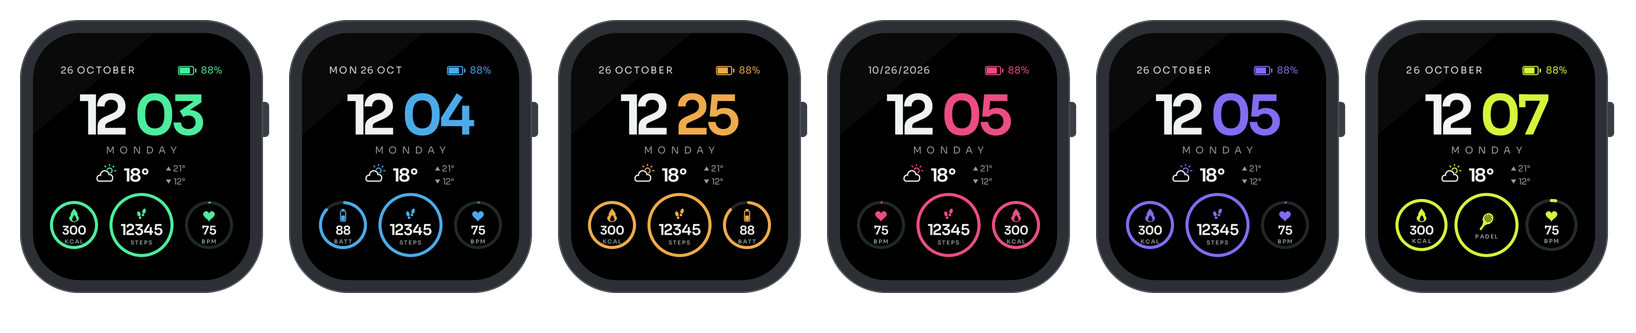 26 OCTOBER 88%
12 03
MONDAY
18° ▲21°
▼12°
300 KCAL
12345 STEPS
75 BPM
MON 26 OCT 88%
12 04
MONDAY
18° ▲21°
▼12°
88 BATT
12345 STEPS
75 BPM
26 OCTOBER 88%
12 25
MONDAY
18° ▲21°
▼12°
300 KCAL
12345 STEPS
88 BATT
10/26/2026 88%
12 05
MONDAY
18° ▲21°
▼12°
75 BPM
12345 STEPS
300 KCAL
26 OCTOBER 88%
12 05
MONDAY
18° ▲21°
▼12°
300 KCAL
12345 STEPS
75 BPM
26 OCTOBER 88%
12 07
MONDAY
18° ▲21°
▼12°
300 KCAL
PADEL
75 BPM